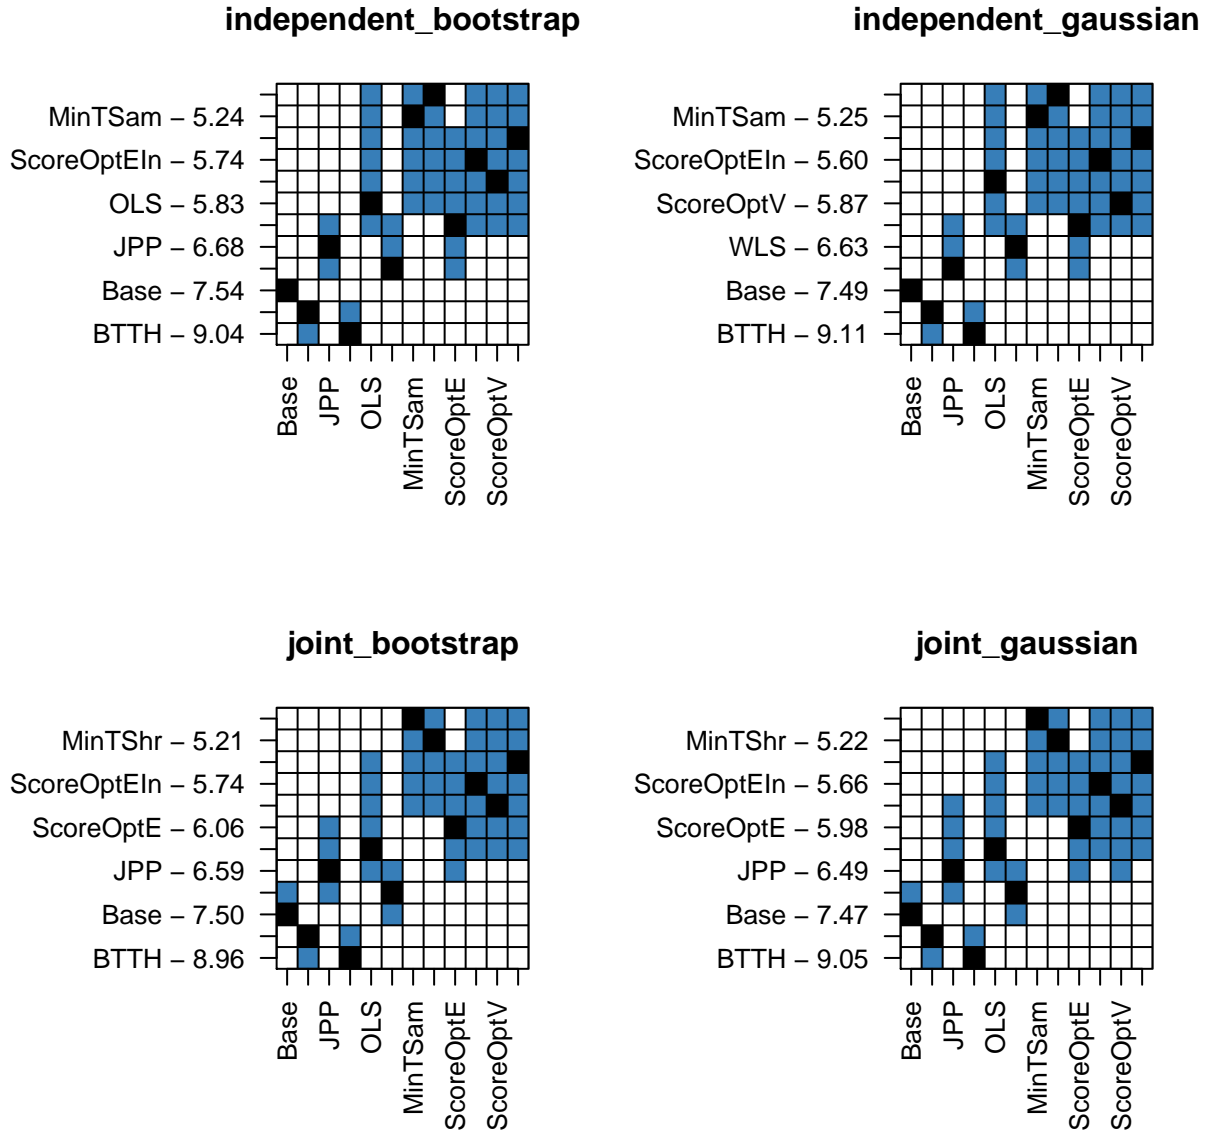 independent_bootstrap
MinTSam − 5.24
ScoreOptEIn − 5.74
OLS − 5.83
JPP − 6.68
Base − 7.54
BTTH − 9.04
Base
JPP
OLS
MinTSam
ScoreOptE
ScoreOptV
independent_gaussian
MinTSam − 5.25
ScoreOptEIn − 5.60
ScoreOptV − 5.87
WLS − 6.63
Base − 7.49
BTTH − 9.11
Base
JPP
OLS
MinTSam
ScoreOptE
ScoreOptV
joint_bootstrap
MinTShr − 5.21
ScoreOptEIn − 5.74
ScoreOptE − 6.06
JPP − 6.59
Base − 7.50
BTTH − 8.96
Base
JPP
OLS
MinTSam
ScoreOptE
ScoreOptV
joint_gaussian
MinTShr − 5.22
ScoreOptEIn − 5.66
ScoreOptE − 5.98
JPP − 6.49
Base − 7.47
BTTH − 9.05
Base
JPP
OLS
MinTSam
ScoreOptE
ScoreOptV